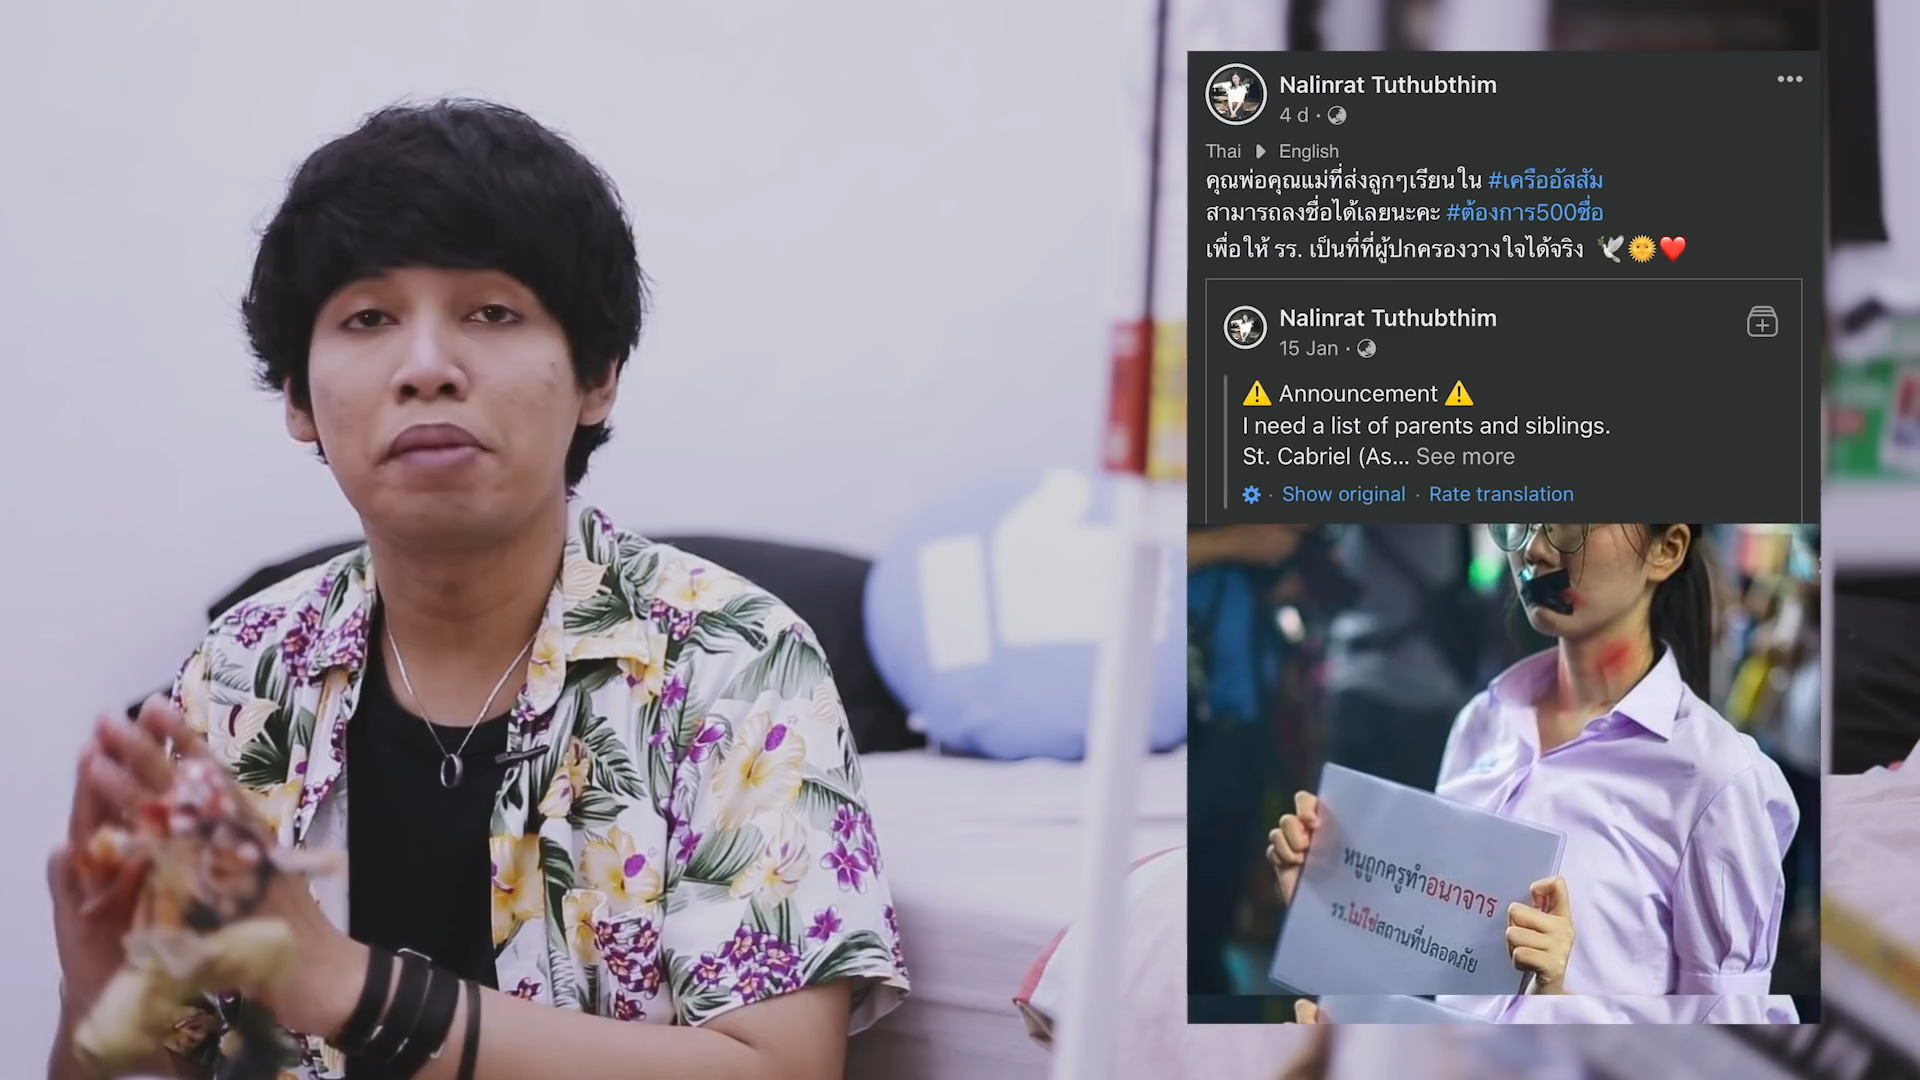 Nalinrat Tuthubthim
4 d
Thai English
คุณพ่อคุณแม่ที่ส่งลูกๆเรียนใน #เครืออัสสัม
สามารถลงชื่อได้เลยนะคะ #ต้องการ500ชื่อ
เพื่อให้ รร. เป็นที่ที่ผู้ปกครองวางใจได้จริง 🕊️🌞❤️
Nalinrat Tuthubthim
15 Jan
⚠️ Announcement ⚠️
I need a list of parents and siblings.
St. Cabriel (As... See more
Show original · Rate translation
หนูถูกครูทำอนาจาร
รร.ไม่ใช่สถานที่ปลอดภัย